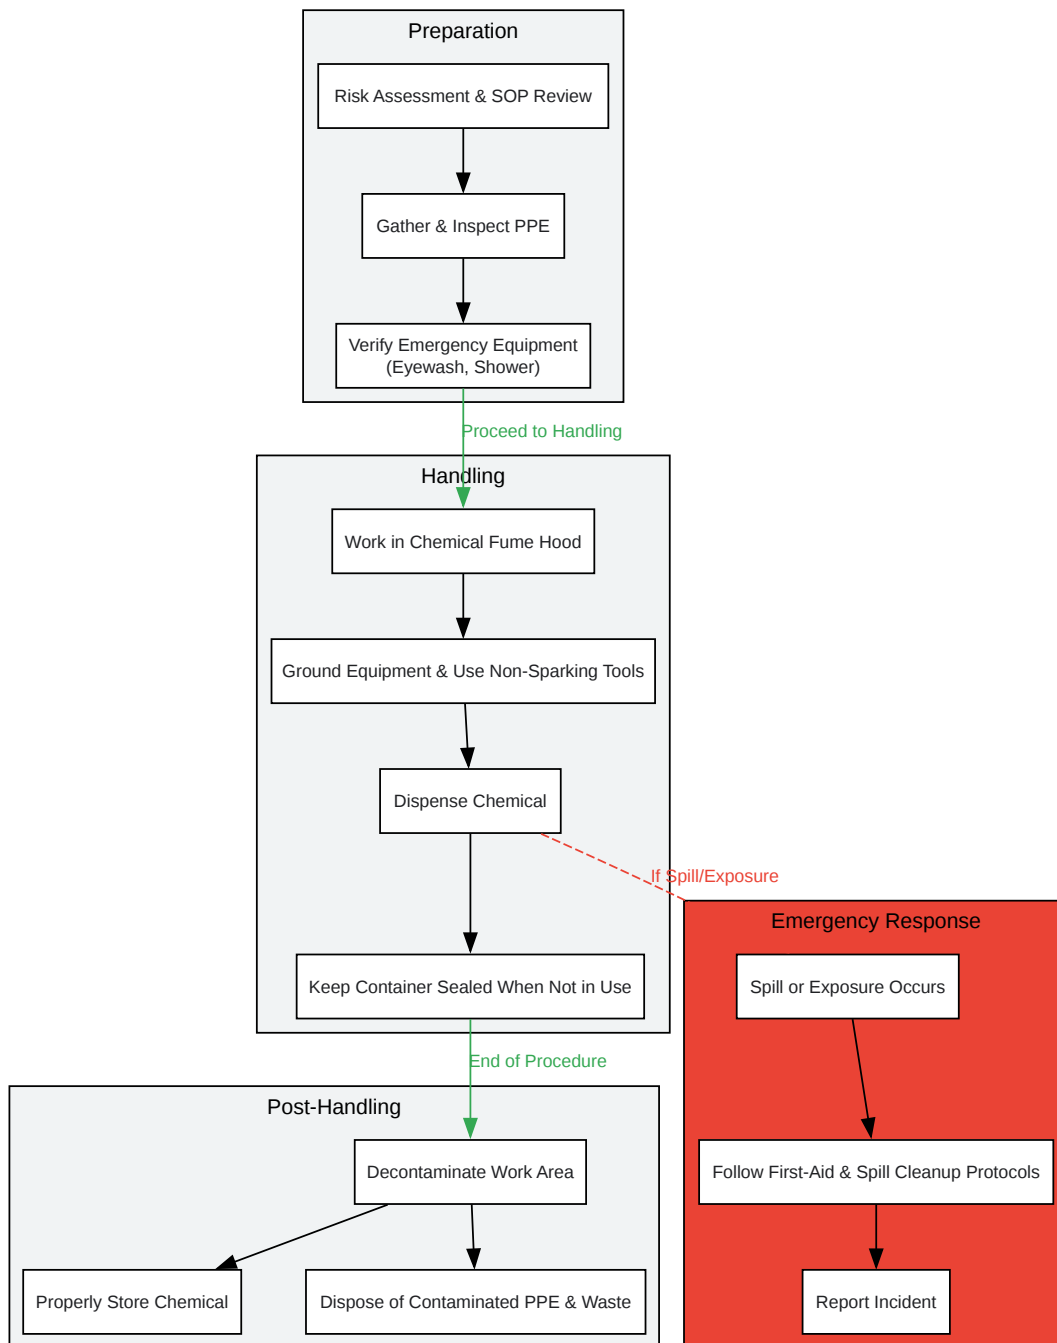 Preparation
Risk Assessment & SOP Review
Gather & Inspect PPE
Verify Emergency Equipment
(Eyewash, Shower)
Proceed to Handling
Handling
Work in Chemical Fume Hood
Ground Equipment & Use Non-Sparking Tools
Dispense Chemical
If Spill/Exposure
Keep Container Sealed When Not in Use
End of Procedure
Emergency Response
Spill or Exposure Occurs
Follow First-Aid & Spill Cleanup Protocols
Report Incident
Post-Handling
Decontaminate Work Area
Properly Store Chemical
Dispose of Contaminated PPE & Waste